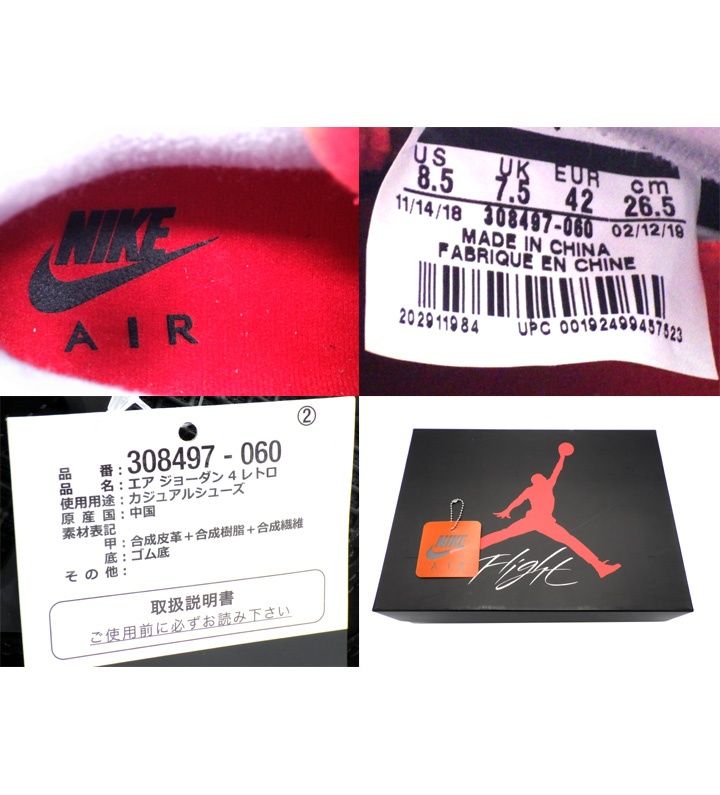 NIKE
AIR
US UK EUR cm
8.5 7.5 42 26.5
11/14/18 308497-060 02/12/19
MADE IN CHINA
FABRIQUE EN CHINE
202911984 UPC 00192499457523
②
品番：308497-060
品名：エア ジョーダン 4 レトロ
使用用途：カジュアルシューズ
原産国：中国
素材表記
甲：合成皮革＋合成樹脂＋合成繊維
底：ゴム底
その他：
取扱説明書
ご使用前に必ずお読み下さい
NIKE
AIR
Flight